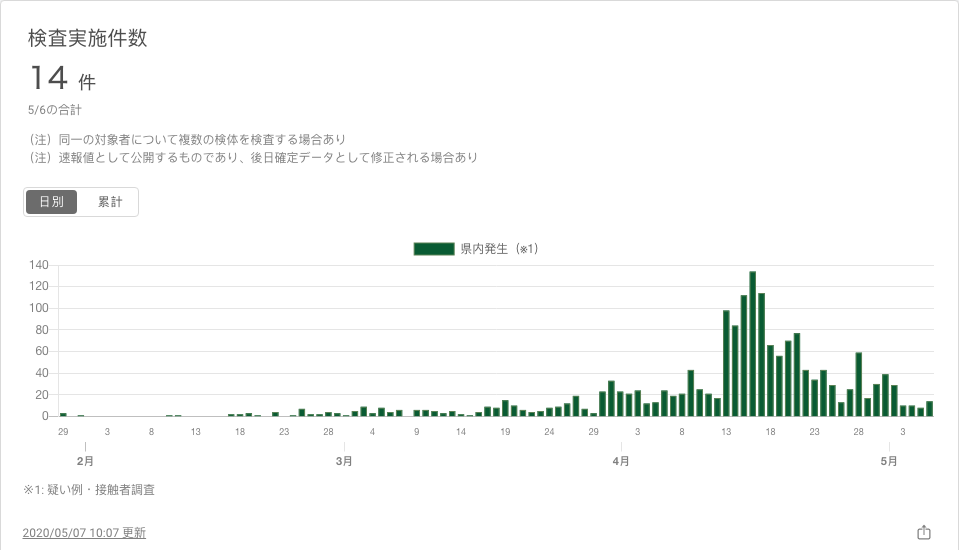 検査実施件数
14 件
5/6の合計
（注）同一の対象者について複数の検体を検査する場合あり
（注）速報値として公開するものであり、後日確定データとして修正される場合あり
日別 累計
県内発生（※1）
140
120
100
80
60
40
20
0
29 3 8 13 18 23 28 4 9 14 19 24 29 3 8 13 18 23 28 3
2月 3月 4月 5月
※1: 疑い例・接触者調査
2020/05/07 10:07 更新